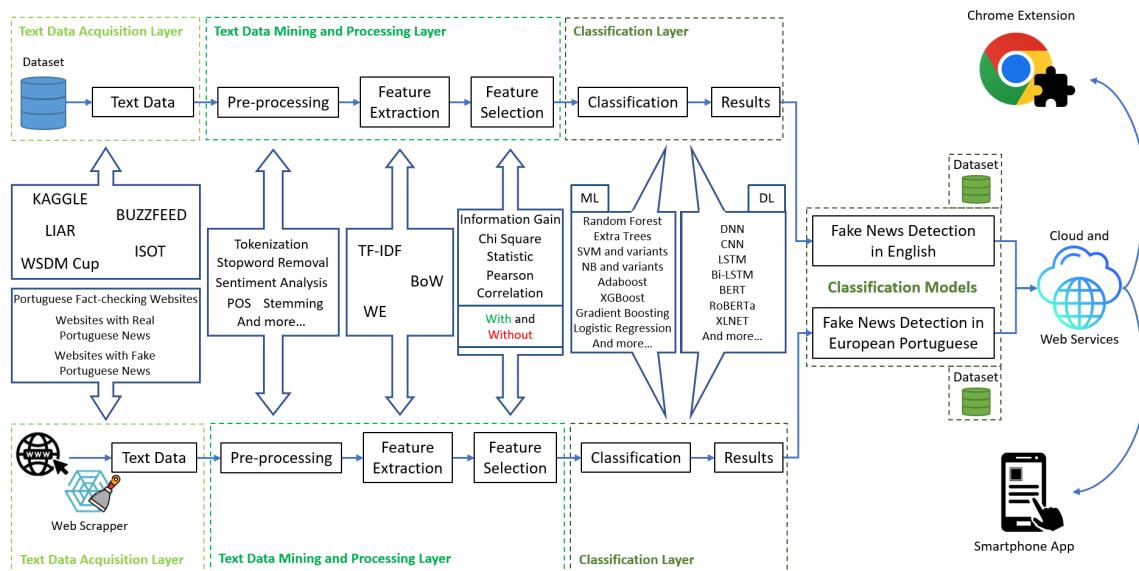 Chrome Extension
Text Data Acquisition Layer
Text Data Mining and Processing Layer
Classification Layer
Dataset
Text Data
Pre-processing
Feature
Extraction
Feature
Selection
Classification
Results
KAGGLE
BUZZFEED
LIAR
ISOT
WSDM Cup
Portuguese Fact-checking Websites
Websites with Real
Portuguese News
Websites with Fake
Portuguese News
Tokenization
Stopword Removal
Sentiment Analysis
POS Stemming
And more...
TF-IDF
BoW
WE
Information Gain
Chi Square
Statistic
Pearson
Correlation
With and
Without
ML
Random Forest
Extra Trees
SVM and variants
NB and variants
Adaboost
XGBoost
Gradient Boosting
Logistic Regression
And more...
DL
DNN
CNN
LSTM
Bi-LSTM
BERT
RoBERTa
XLNET
And more...
Dataset
Fake News Detection
in English
Classification Models
Fake News Detection in
European Portuguese
Dataset
Cloud and
Web Services
WWW
Web Scrapper
Text Data
Pre-processing
Feature
Extraction
Feature
Selection
Classification
Results
Text Data Acquisition Layer
Text Data Mining and Processing Layer
Classification Layer
Smartphone App